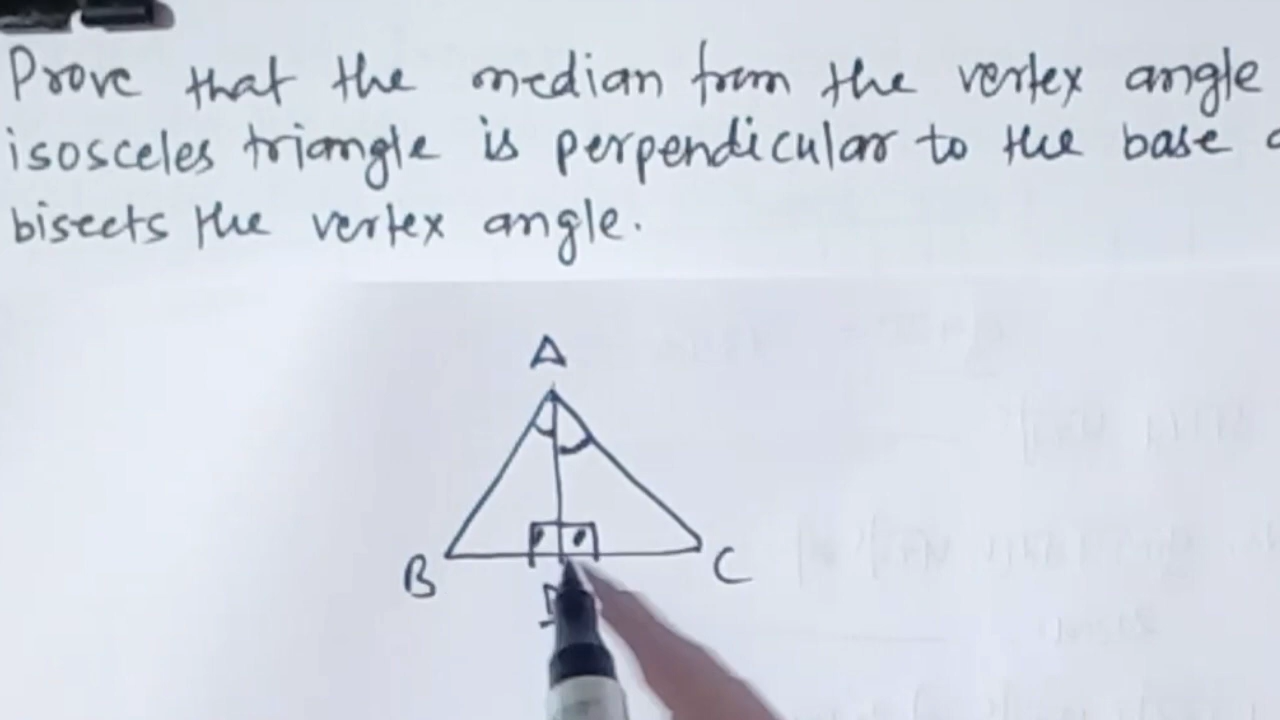 Prove that the median from the vertex angle
isosceles triangle is perpendicular to the base
bisects the vertex angle.
A
B
C